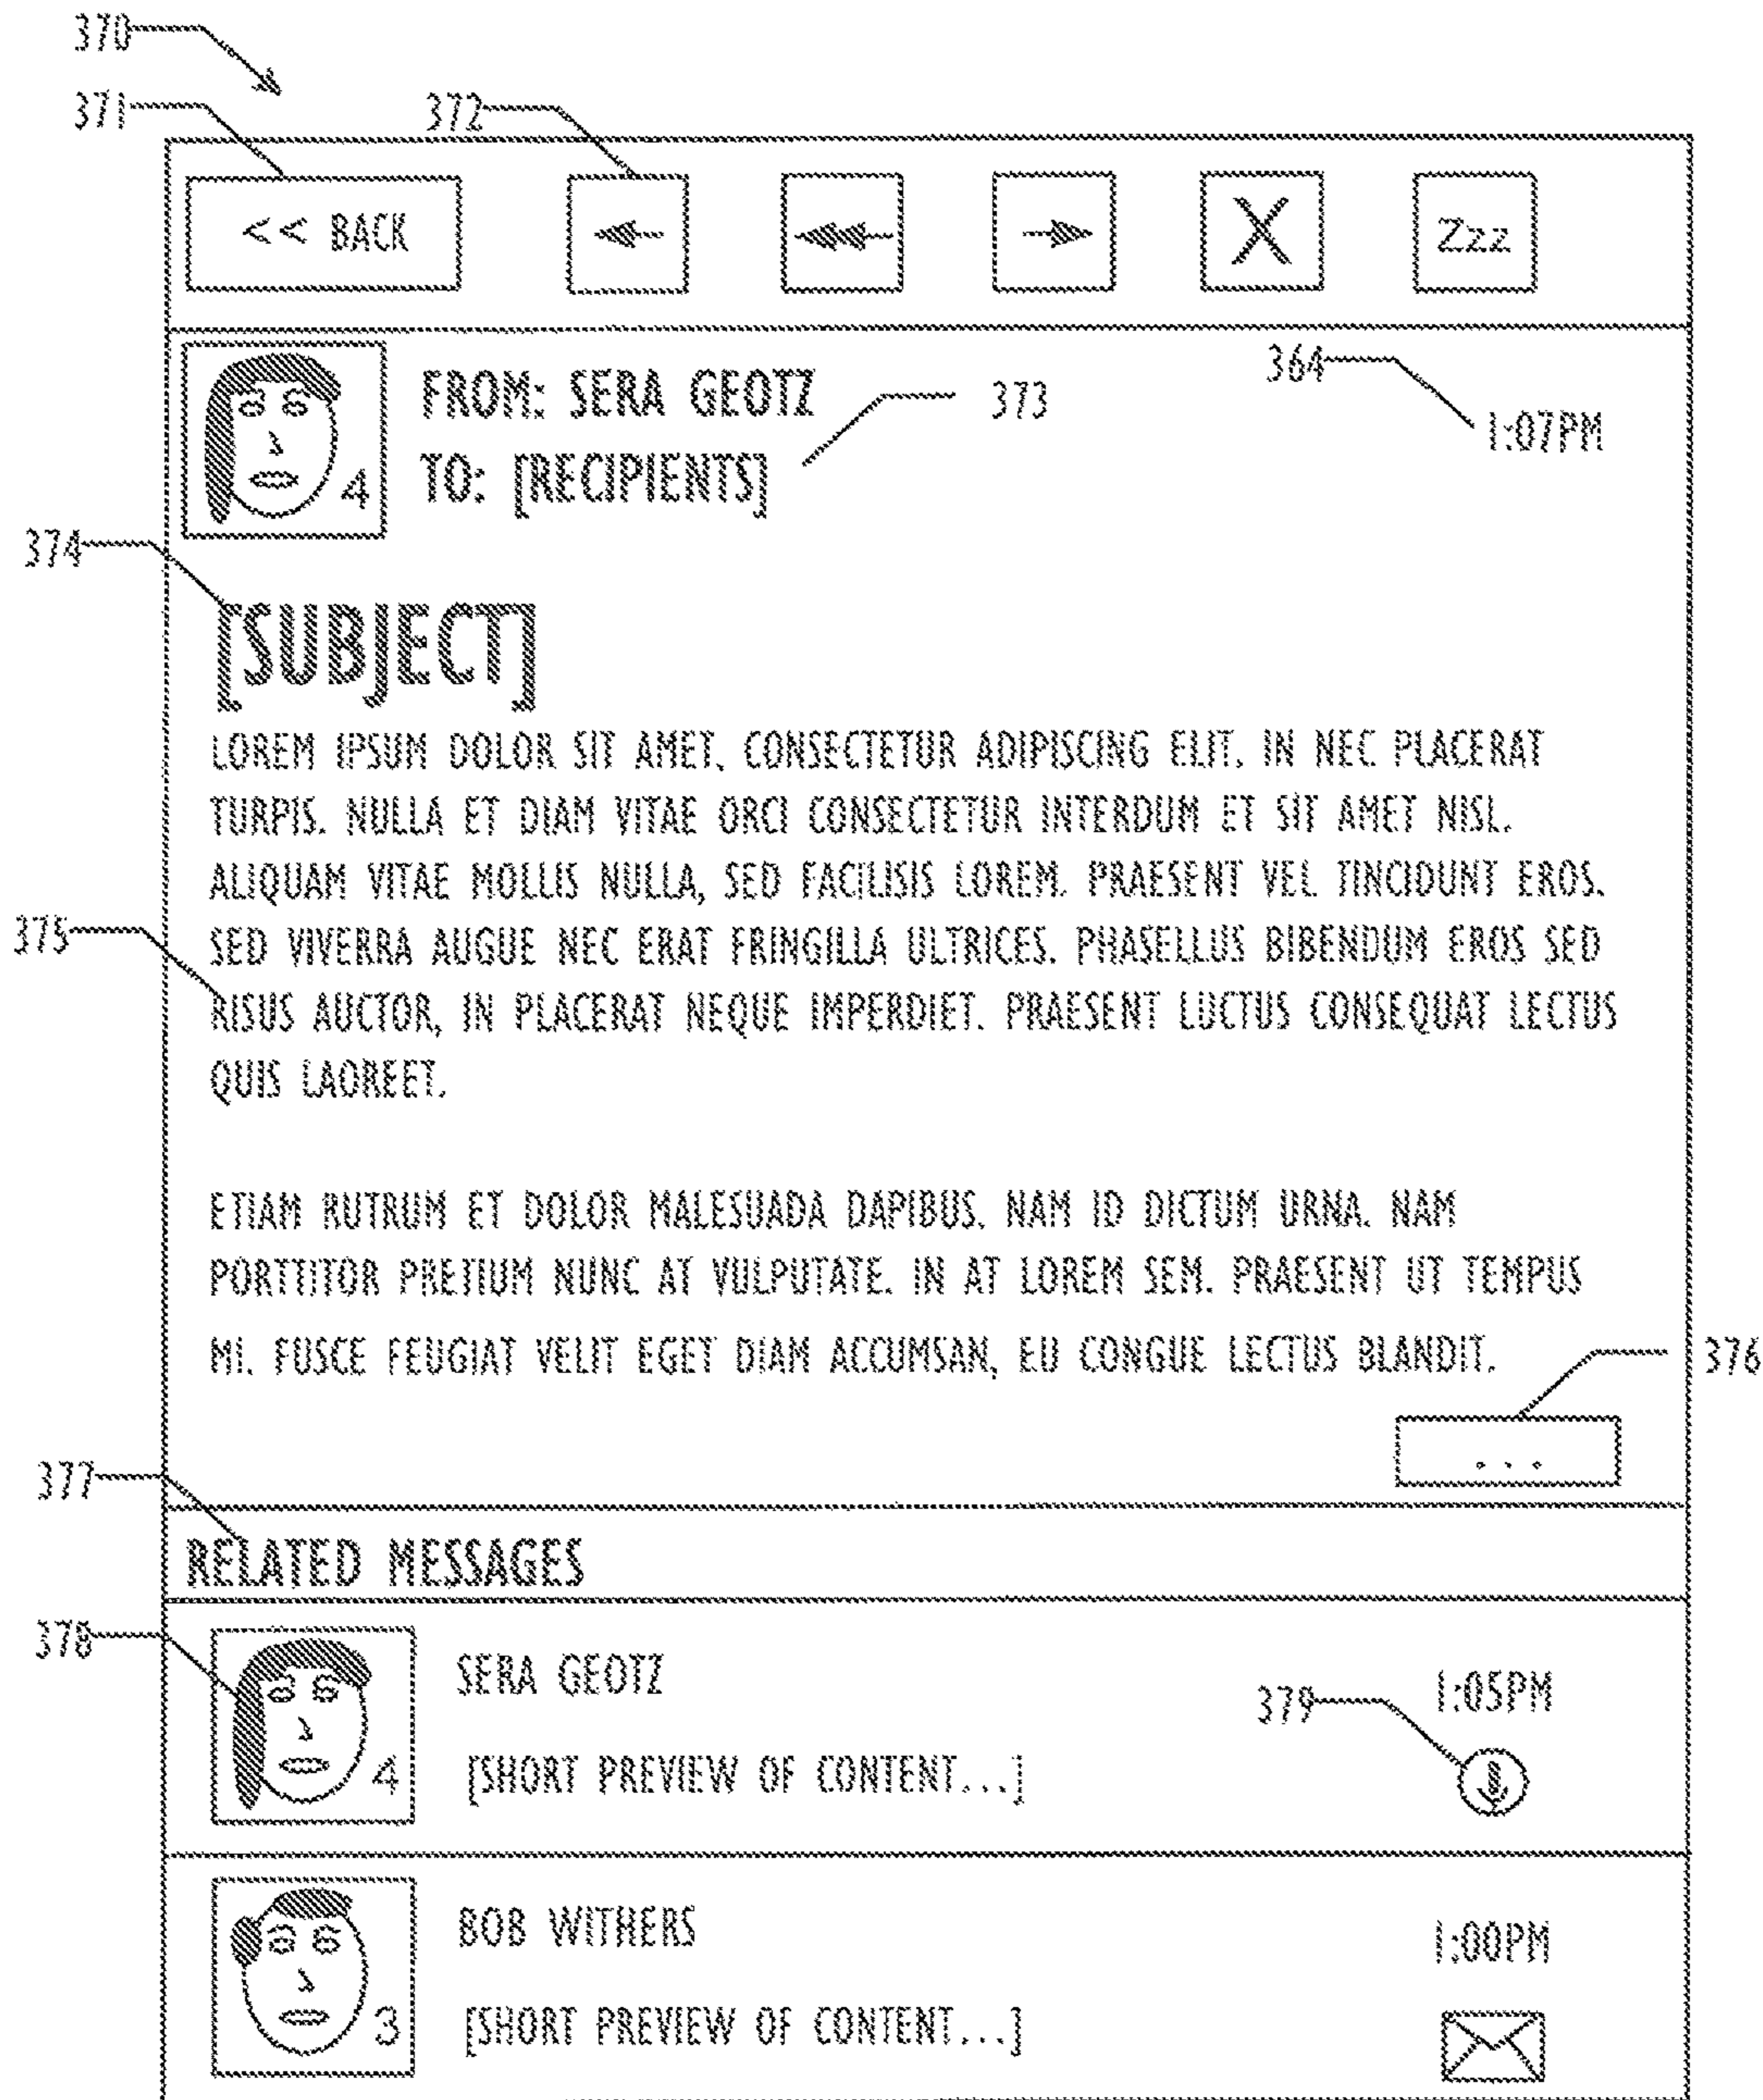 370
371
372
<< BACK
X
Zzz
FROM: SERA GEOTZ
373
364
1:07PM
TO: [RECIPIENTS]
4
374
[SUBJECT]
LOREM IPSUM DOLOR SIT AMET, CONSECTETUR ADIPISCING ELIT. IN NEC PLACERAT
TURPIS. NULLA ET DIAM VITAE ORCI CONSECTETUR INTERDUM ET SIT AMET NISL.
ALIQUAM VITAE MOLLIS NULLA, SED FACILISIS LOREM. PRAESENT VEL TINCIDUNT EROS.
375
SED VIVERRA AUGUE NEC ERAT FRINGILLA ULTRICES. PHASELLUS BIBENDUM EROS SED
RISUS AUCTOR, IN PLACERAT NEQUE IMPERDIET. PRAESENT LUCTUS CONSEQUAT LECTUS
QUIS LAOREET.
ETIAM RUTRUM ET DOLOR MALESUADA DAPIBUS. NAM ID DICTUM URNA. NAM
PORTTITOR PRETIUM NUNC AT VULPUTATE. IN AT LOREM SEM. PRAESENT UT TEMPUS
MI. FUSCE FEUGIAT VELIT EGET DIAM ACCUMSAN, EU CONGUE LECTUS BLANDIT.
376
...
377
RELATED MESSAGES
378
SERA GEOTZ
379
1:05PM
4
[SHORT PREVIEW OF CONTENT...]
BOB WITHERS
1:00PM
3
[SHORT PREVIEW OF CONTENT...]